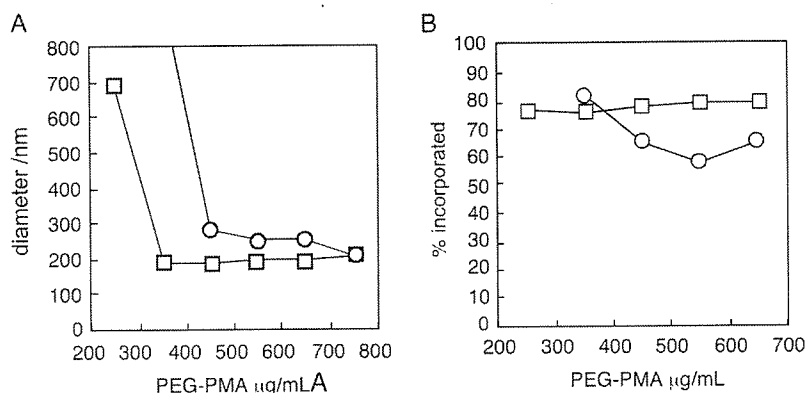 A
diameter /nm
800
700
600
500
400
300
200
100
0
200 300 400 500 600 700 800
PEG-PMA µg/mLA
B
% incorporated
100
90
80
70
60
50
40
30
20
10
0
200 300 400 500 600 700
PEG-PMA µg/mL